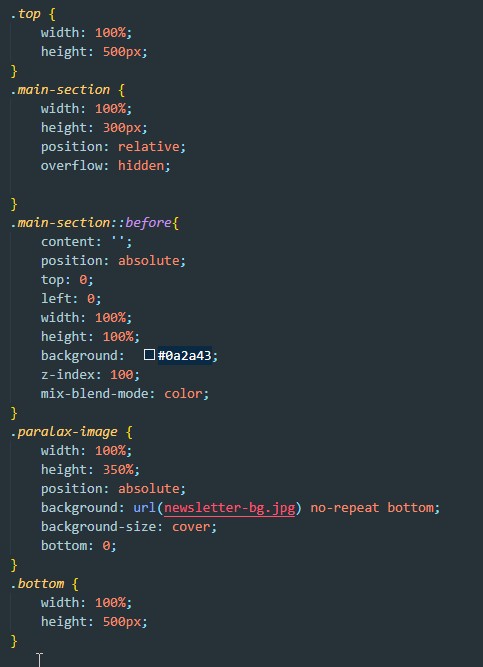 .top {
    width: 100%;
    height: 500px;
}
.main-section {
    width: 100%;
    height: 300px;
    position: relative;
    overflow: hidden;

}
.main-section::before{
    content: '';
    position: absolute;
    top: 0;
    left: 0;
    width: 100%;
    height: 100%;
    background:  #0a2a43;
    z-index: 100;
    mix-blend-mode: color;
}
.paralax-image {
    width: 100%;
    height: 350%;
    position: absolute;
    background: url(newsletter-bg.jpg) no-repeat bottom;
    background-size: cover;
    bottom: 0;
}
.bottom {
    width: 100%;
    height: 500px;
}